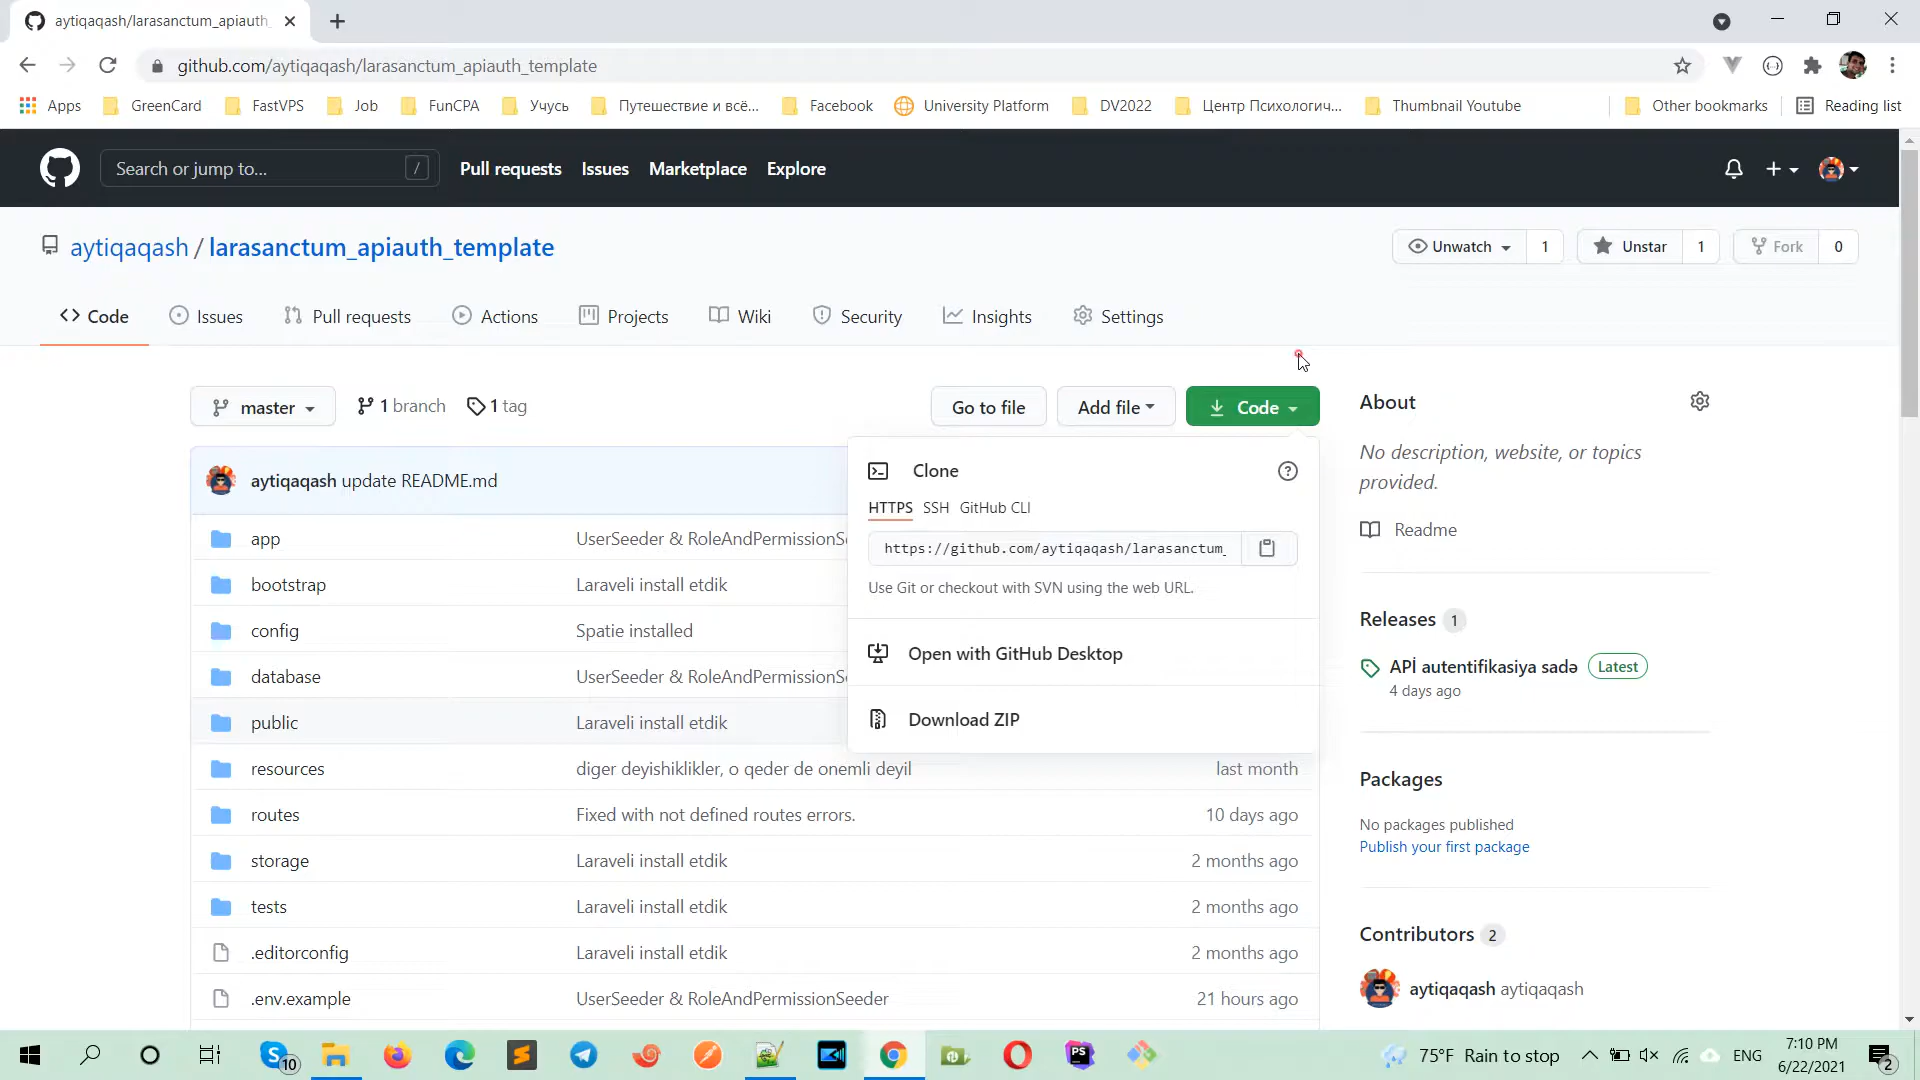 aytiqaqash/larasanctum_apiauth_
github.com/aytiqaqash/larasanctum_apiauth_template
Apps GreenCard FastVPS Job FunCPA Учусь Путешествие и всё... Facebook University Platform DV2022 Центр Психологич... Thumbnail Youtube Other bookmarks Reading list
Search or jump to... / Pull requests Issues Marketplace Explore
aytiqaqash / larasanctum_apiauth_template Unwatch 1 Unstar 1 Fork 0
Code Issues Pull requests Actions Projects Wiki Security Insights Settings
master 1 branch 1 tag Go to file Add file Code
aytiqaqash update README.md
app UserSeeder & RoleAndPermissionSe
bootstrap Laraveli install etdik
config Spatie installed
database UserSeeder & RoleAndPermissionSe
public Laraveli install etdik
resources diger deyishiklikler, o qeder de onemli deyil last month
routes Fixed with not defined routes errors. 10 days ago
storage Laraveli install etdik 2 months ago
tests Laraveli install etdik 2 months ago
.editorconfig Laraveli install etdik 2 months ago
.env.example UserSeeder & RoleAndPermissionSeeder 21 hours ago
Clone
HTTPS SSH GitHub CLI
https://github.com/aytiqaqash/larasanctum_
Use Git or checkout with SVN using the web URL.
Open with GitHub Desktop
Download ZIP
About
No description, website, or topics
provided.
Readme
Releases 1
APİ autentifikasiya sadə Latest
4 days ago
Packages
No packages published
Publish your first package
Contributors 2
aytiqaqash aytiqaqash
10 PS 75°F Rain to stop ENG 7:10 PM
6/22/2021 2